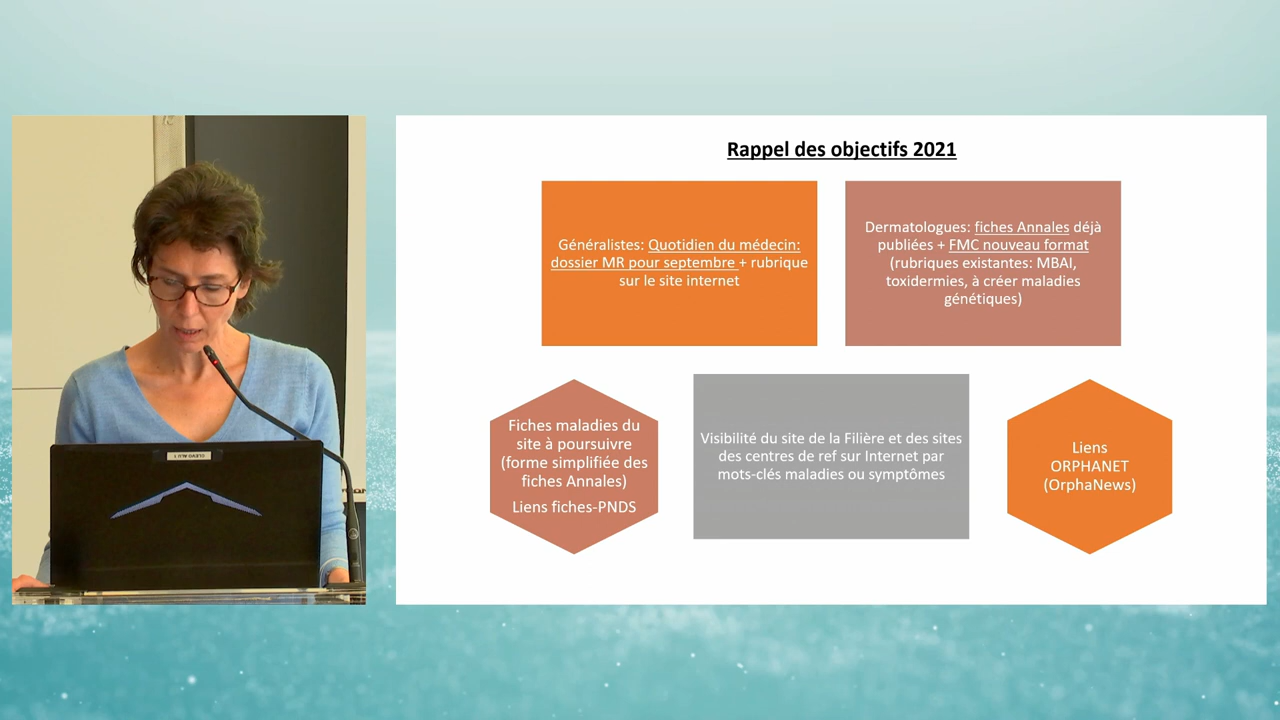 Rappel des objectifs 2021
Généralistes: Quotidien du médecin:
dossier MR pour septembre + rubrique
sur le site internet
Dermatologues: fiches Annales déjà
publiées + FMC nouveau format
(rubriques existantes: MBAI,
toxidermies, à créer maladies
génétiques)
Fiches maladies du
site à poursuivre
(forme simplifiée des
fiches Annales)
Liens fiches-PNDS
Visibilité du site de la Filière et des sites
des centres de ref sur Internet par
mots-clés maladies ou symptômes
Liens
ORPHANET
(OrphaNews)
CLEVO ALU 1